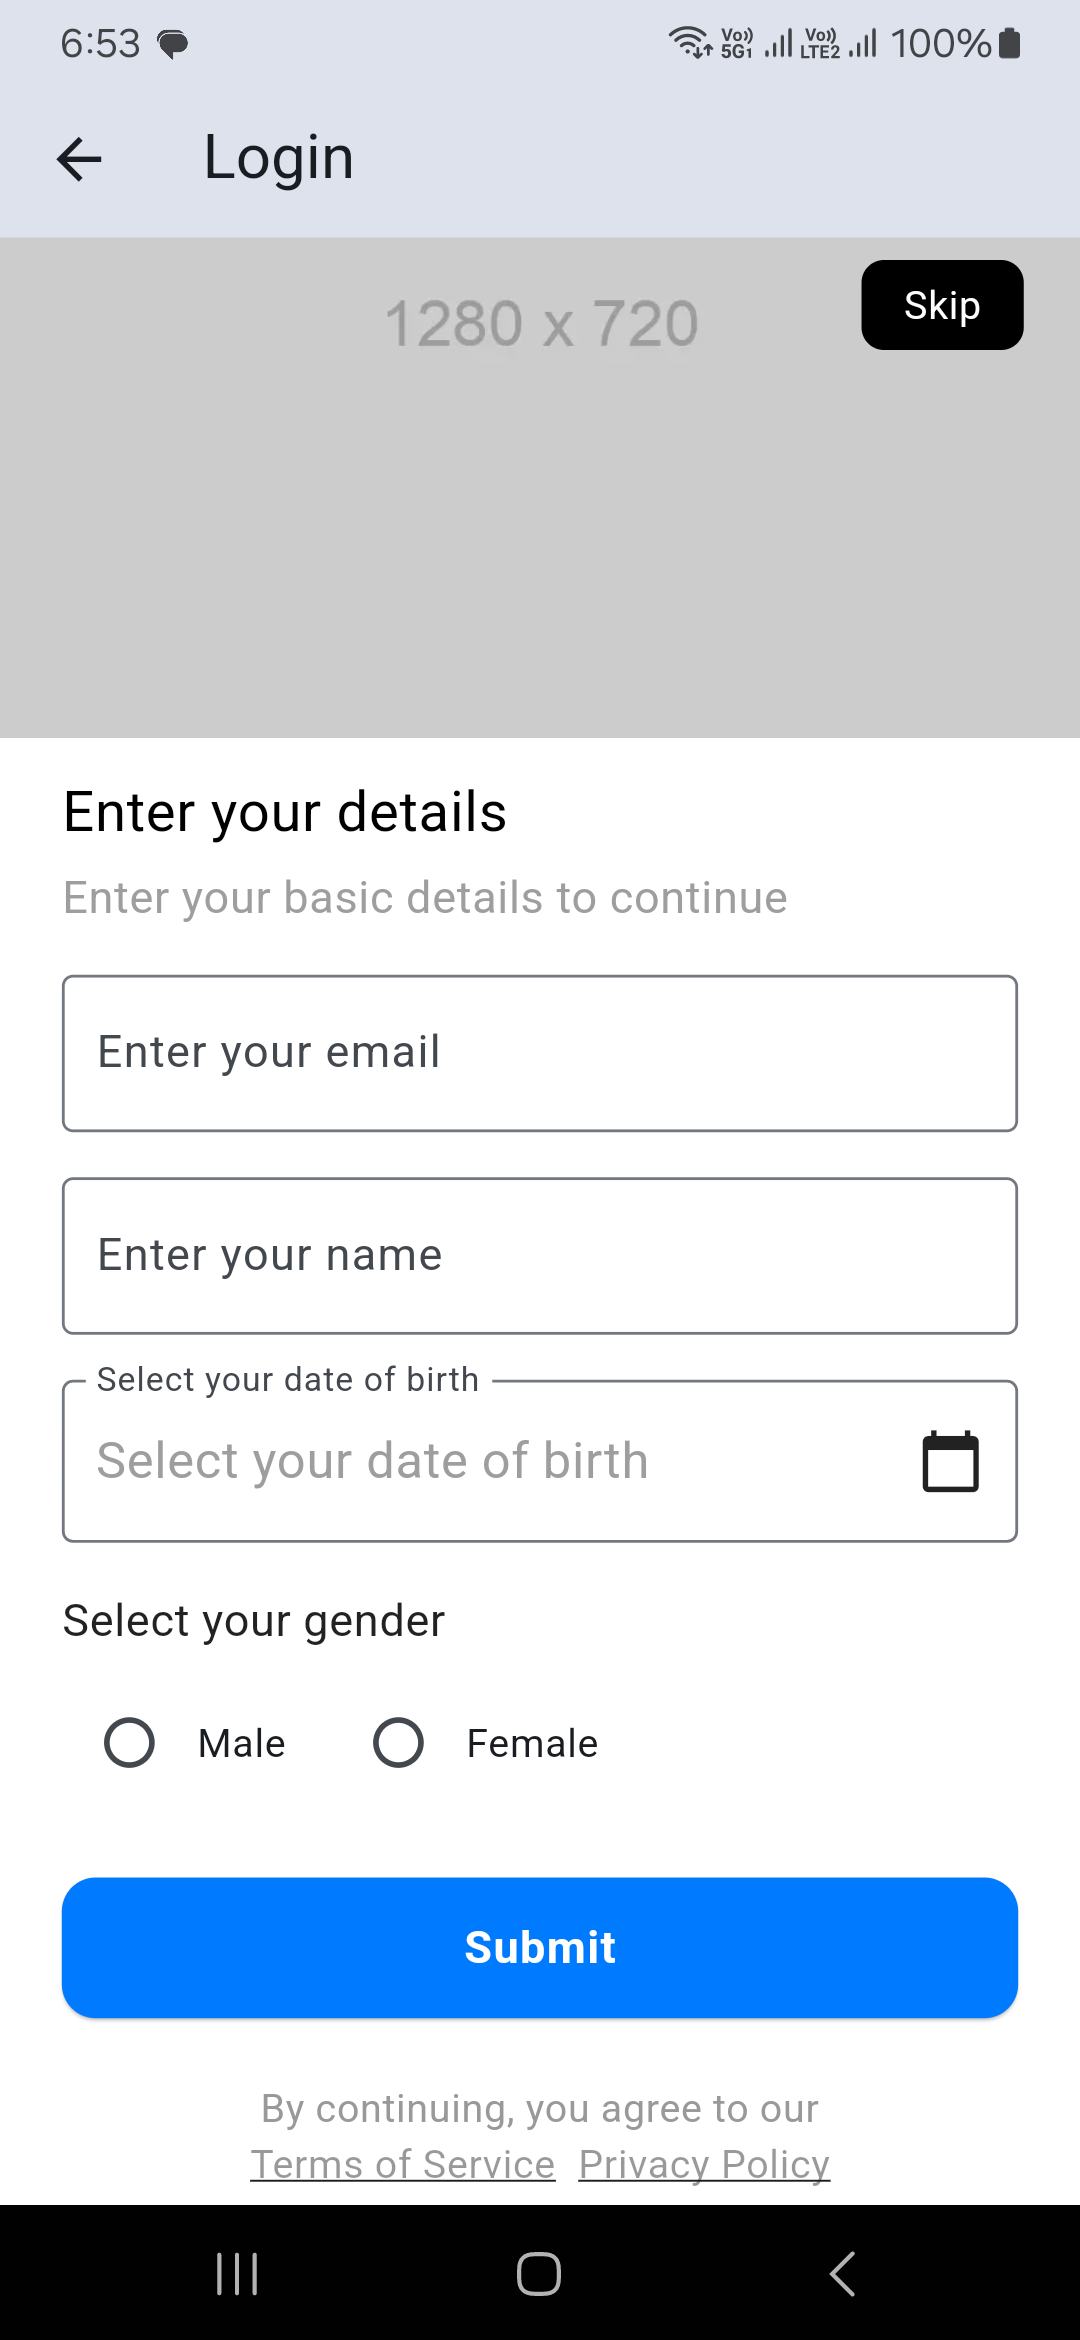 6:53 Vo)) 5G1 Vo)) LTE2 100%
Login
Skip
1280 x 720
Enter your details
Enter your basic details to continue
Enter your email
Enter your name
Select your date of birth
Select your date of birth
Select your gender
Male Female
Submit
By continuing, you agree to our
Terms of Service Privacy Policy